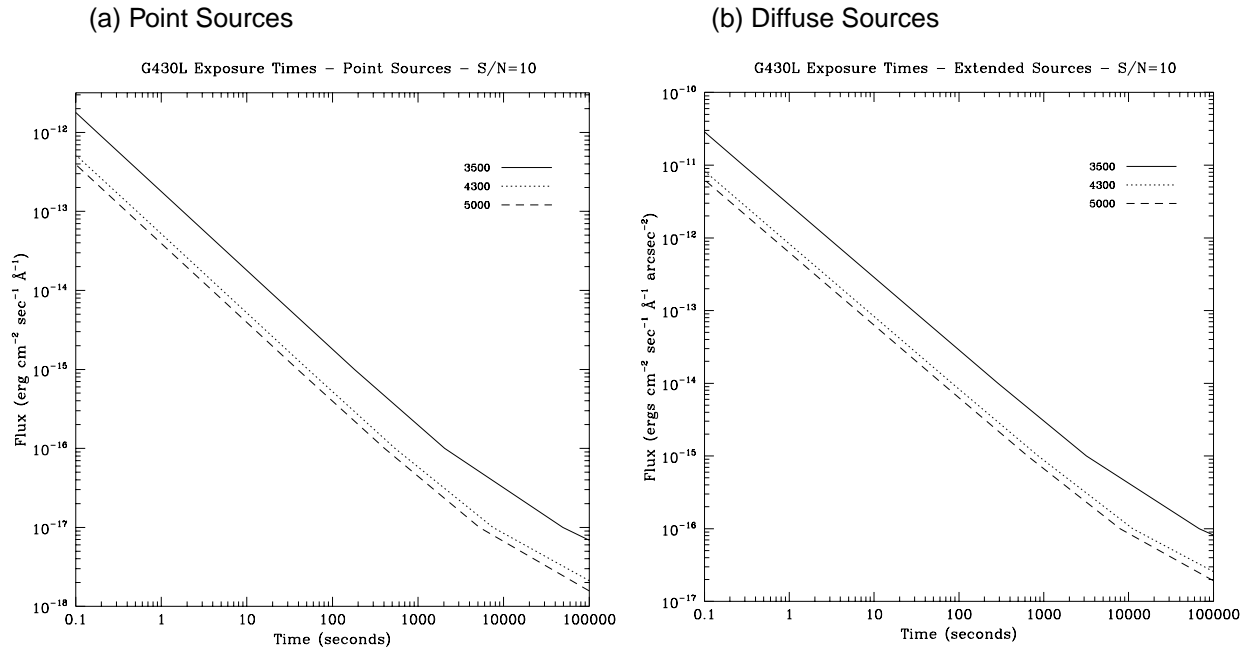 (a) Point Sources
G430L Exposure Times – Point Sources – S/N=10
3500
4300
5000
Flux (erg cm⁻² sec⁻¹ Å⁻¹)
10⁻¹²
10⁻¹³
10⁻¹⁴
10⁻¹⁵
10⁻¹⁶
10⁻¹⁷
10⁻¹⁸
0.1 1 10 100 1000 10000 100000
Time (seconds)
(b) Diffuse Sources
G430L Exposure Times – Extended Sources – S/N=10
3500
4300
5000
Flux (ergs cm⁻² sec⁻¹ Å⁻¹ arcsec⁻²)
10⁻¹⁰
10⁻¹¹
10⁻¹²
10⁻¹³
10⁻¹⁴
10⁻¹⁵
10⁻¹⁶
10⁻¹⁷
0.1 1 10 100 1000 10000 100000
Time (seconds)